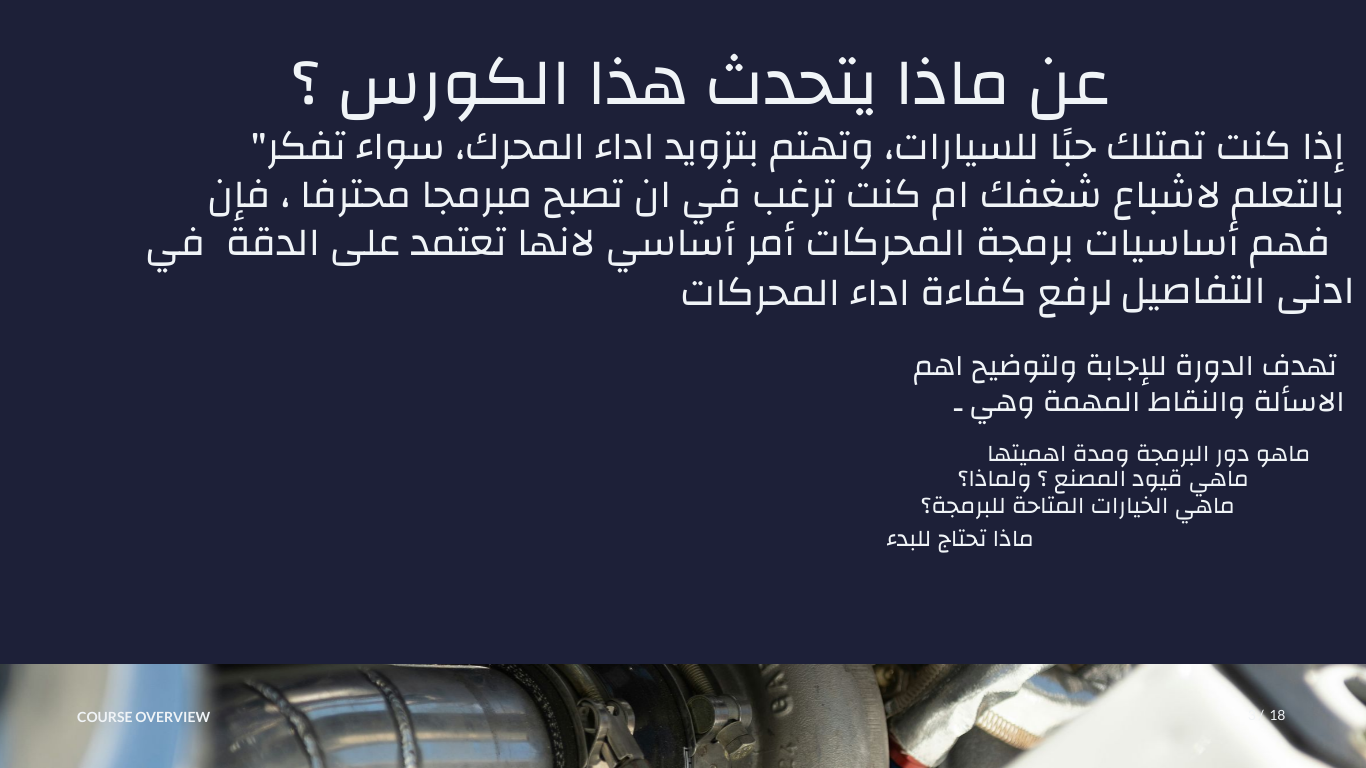 عن ماذا يتحدث هذا الكورس ؟
إذا كنت تمتلك حبًا للسيارات، وتهتم بتزويد اداء المحرك، سواء تفكر"
بالتعلم لاشباع شغفك ام كنت ترغب في ان تصبح مبرمجا محترفا ، فإن
فهم أساسيات برمجة المحركات أمر أساسي لانها تعتمد على الدقة في
ادنى التفاصيل لرفع كفاءة اداء المحركات
تهدف الدورة للإجابة ولتوضيح اهم
الاسألة والنقاط المهمة وهي ـ
ماهو دور البرمجة ومدة اهميتها
ماهي قيود المصنع ؟ ولماذا؟
ماهي الخيارات المتاحة للبرمجة؟
ماذا تحتاج للبدء
COURSE OVERVIEW
/ 18